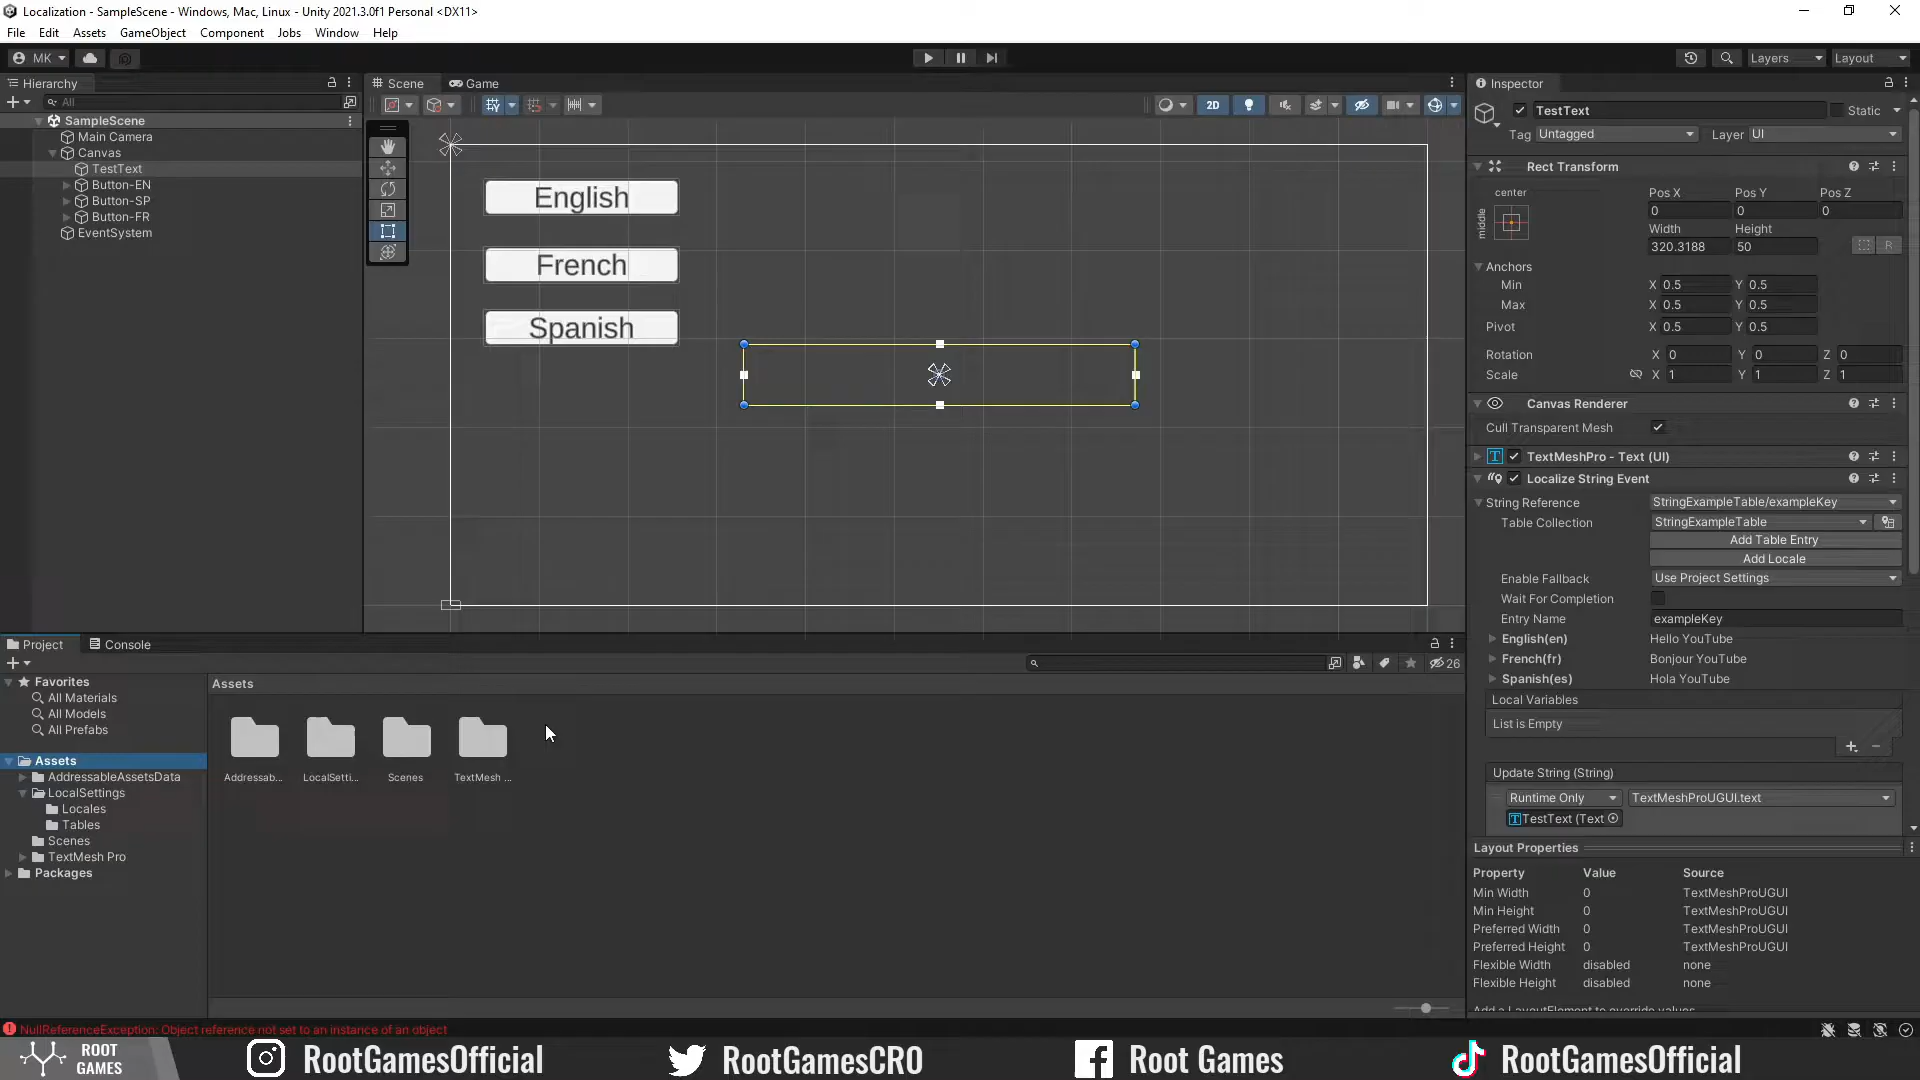 Localization - SampleScene - Windows, Mac, Linux - Unity 2021.3.0f1 Personal <DX11>
File Edit Assets GameObject Component Jobs Window Help
MK Layers Layout
Hierarchy
All
SampleScene
Main Camera
Canvas
TestText
Button-EN
Button-SP
Button-FR
EventSystem
Scene Game
2D
English
French
Spanish
Inspector
TestText Static
Tag Untagged Layer UI
Rect Transform
center
middle
Pos X Pos Y Pos Z
0 0 0
Width Height
320.3188 50 R
Anchors
Min X 0.5 Y 0.5
Max X 0.5 Y 0.5
Pivot X 0.5 Y 0.5
Rotation X 0 Y 0 Z 0
Scale X 1 Y 1 Z 1
Canvas Renderer
Cull Transparent Mesh
TextMeshPro - Text (UI)
Localize String Event
String Reference StringExampleTable/exampleKey
Table Collection StringExampleTable
Add Table Entry
Add Locale
Enable Fallback Use Project Settings
Wait For Completion
Entry Name exampleKey
English(en) Hello YouTube
French(fr) Bonjour YouTube
Spanish(es) Hola YouTube
Local Variables
List is Empty
Update String (String)
Runtime Only TextMeshProUGUI.text
TestText (Text
Layout Properties
Property Value Source
Min Width 0 TextMeshProUGUI
Min Height 0 TextMeshProUGUI
Preferred Width 0 TextMeshProUGUI
Preferred Height 0 TextMeshProUGUI
Flexible Width disabled none
Flexible Height disabled none
Add a LayoutElement to override values
Project Console
26
Favorites
All Materials
All Models
All Prefabs
Assets
AddressableAssetsData
LocalSettings
Locales
Tables
Scenes
TextMesh Pro
Packages
Assets
Addressab... LocalSetti... Scenes TextMesh ...
NullReferenceException: Object reference not set to an instance of an object
ROOT GAMES
RootGamesOfficial
RootGamesCRO
Root Games
RootGamesOfficial